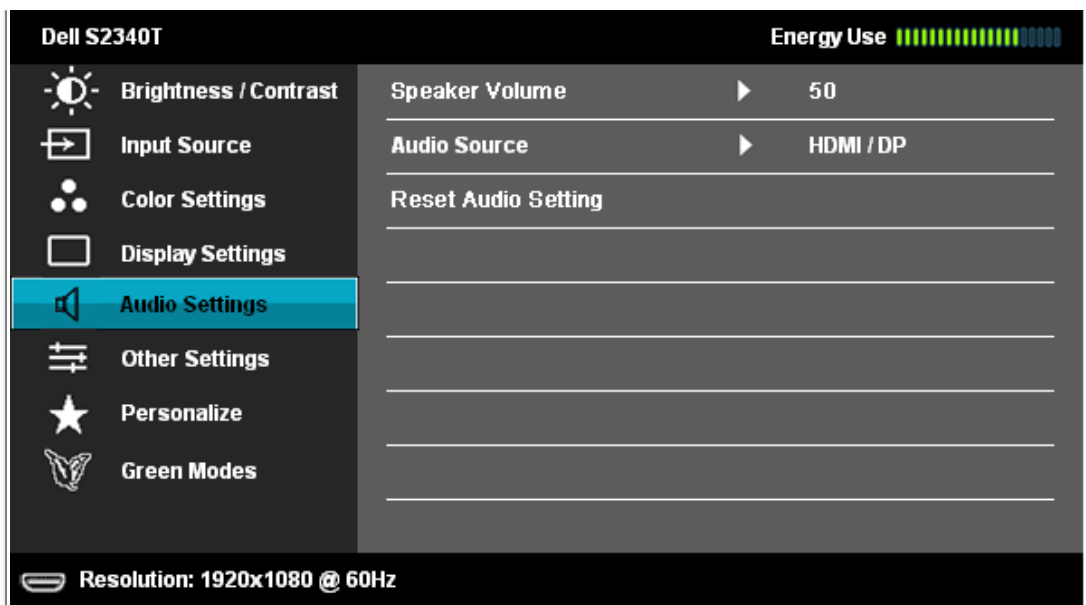 Dell S2340T Energy Use
Brightness / Contrast Speaker Volume 50
Input Source Audio Source HDMI / DP
Color Settings Reset Audio Setting
Display Settings
Audio Settings
Other Settings
Personalize
Green Modes
Resolution: 1920x1080 @ 60Hz